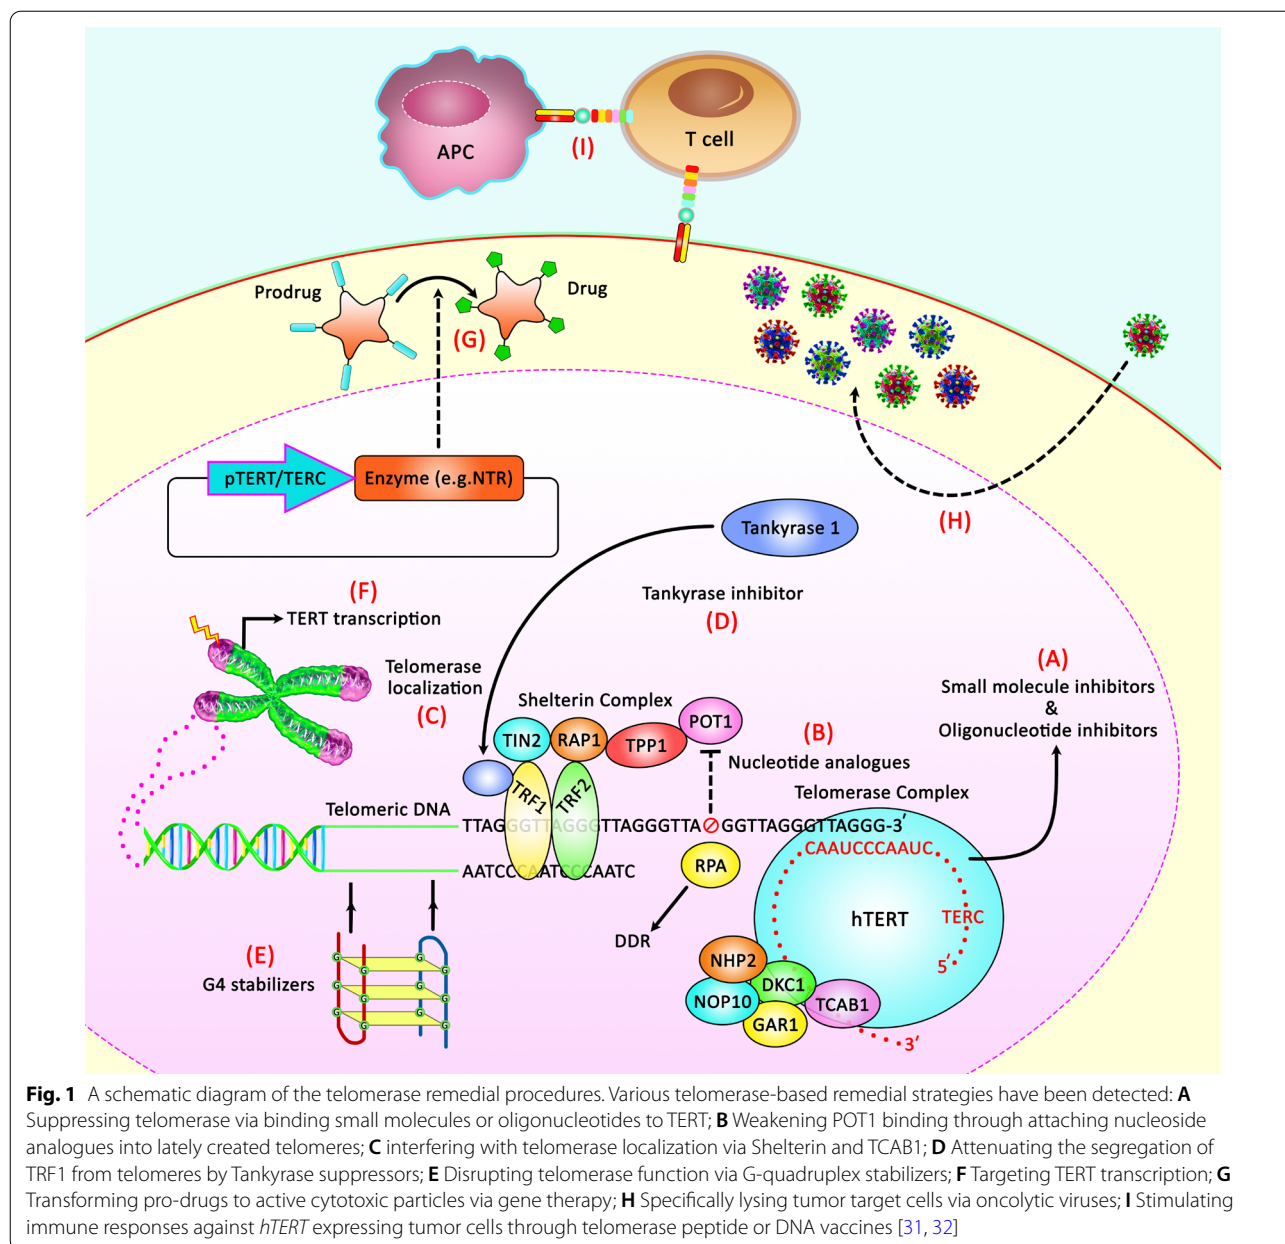 APC
T cell
(I)
Prodrug
Drug
(G)
pTERT/TERC
Enzyme (e.g.NTR)
(H)
Tankyrase 1
(F)
TERT transcription
Tankyrase inhibitor
(D)
Telomerase
localization
(C)
(A)
Small molecule inhibitors
&
Oligonucleotide inhibitors
Shelterin Complex
TIN2
RAP1
TPP1
POT1
(B)
Nucleotide analogues
Telomerase Complex
TRF1
TRF2
Telomeric DNA
TTAGGGTTAGGGTTAGGGTTA GGTTAGGGTTAGGG-3′
CAAUCCCAAUC
AATCCCAATCCCAATC
RPA
hTERT
TERC
DDR
5′
(E)
G4 stabilizers
G
G
G
G
G
G
G
G
G
G
G
G
NHP2
DKC1
NOP10
TCAB1
GAR1
3′
Fig. 1 A schematic diagram of the telomerase remedial procedures. Various telomerase-based remedial strategies have been detected: A
Suppressing telomerase via binding small molecules or oligonucleotides to TERT; B Weakening POT1 binding through attaching nucleoside
analogues into lately created telomeres; C interfering with telomerase localization via Shelterin and TCAB1; D Attenuating the segregation of
TRF1 from telomeres by Tankyrase suppressors; E Disrupting telomerase function via G-quadruplex stabilizers; F Targeting TERT transcription; G
Transforming pro-drugs to active cytotoxic particles via gene therapy; H Specifically lysing tumor target cells via oncolytic viruses; I Stimulating
immune responses against hTERT expressing tumor cells through telomerase peptide or DNA vaccines [31, 32]